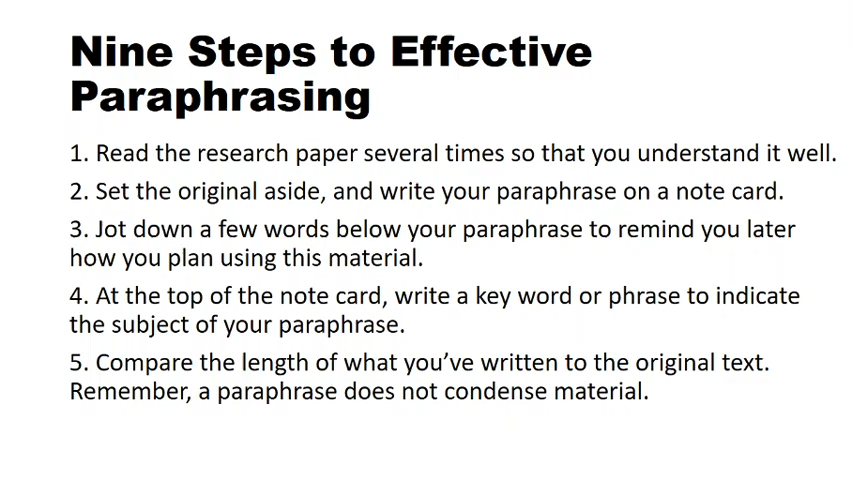 Nine Steps to Effective
Paraphrasing
1. Read the research paper several times so that you understand it well.
2. Set the original aside, and write your paraphrase on a note card.
3. Jot down a few words below your paraphrase to remind you later
how you plan using this material.
4. At the top of the note card, write a key word or phrase to indicate
the subject of your paraphrase.
5. Compare the length of what you’ve written to the original text.
Remember, a paraphrase does not condense material.